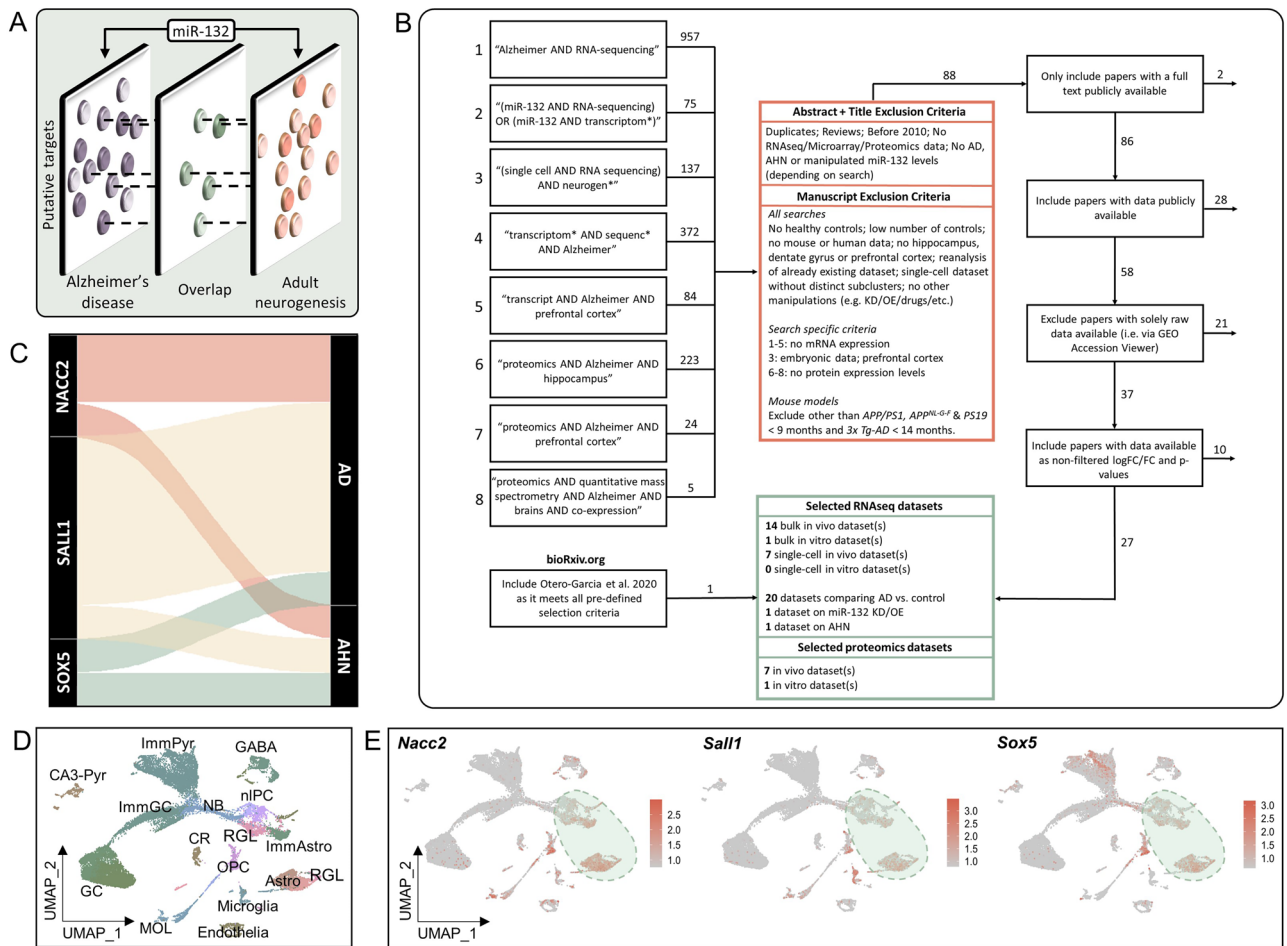 A
miR-132
Putative targets
Alzheimer's
disease
Overlap
Adult
neurogenesis
B
1
"Alzheimer AND RNA-sequencing"
957
2
"(miR-132 AND RNA-sequencing)
OR (miR-132 AND transcriptom*)"
75
3
"(single cell AND RNA sequencing)
AND neurogen*"
137
4
"transcriptom* AND sequenc*
AND Alzheimer"
372
5
"transcript AND Alzheimer AND
prefrontal cortex"
84
6
"proteomics AND Alzheimer AND
hippocampus"
223
7
"proteomics AND Alzheimer AND
prefrontal cortex"
24
8
"proteomics AND quantitative mass
spectrometry AND Alzheimer AND
brains AND co-expression"
5
bioRxiv.org
Include Otero-Garcia et al. 2020
as it meets all pre-defined
selection criteria
1
88
Abstract + Title Exclusion Criteria
Duplicates; Reviews; Before 2010; No
RNAseq/Microarray/Proteomics data; No AD,
AHN or manipulated miR-132 levels
(depending on search)
Manuscript Exclusion Criteria
All searches
No healthy controls; low number of controls;
no mouse or human data; no hippocampus,
dentate gyrus or prefrontal cortex; reanalysis
of already existing dataset; single-cell dataset
without distinct subclusters; no other
manipulations (e.g. KD/OE/drugs/etc.)
Search specific criteria
1-5: no mRNA expression
3: embryonic data; prefrontal cortex
6-8: no protein expression levels
Mouse models
Exclude other than APP/PS1, APP^NL-G-F & PS19
< 9 months and 3x Tg-AD < 14 months.
Selected RNAseq datasets
14 bulk in vivo dataset(s)
1 bulk in vitro dataset(s)
7 single-cell in vivo dataset(s)
0 single-cell in vitro dataset(s)
20 datasets comparing AD vs. control
1 dataset on miR-132 KD/OE
1 dataset on AHN
Selected proteomics datasets
7 in vivo dataset(s)
1 in vitro dataset(s)
Only include papers with a full
text publicly available
2
86
Include papers with data publicly
available
28
58
Exclude papers with solely raw
data available (i.e. via GEO
Accession Viewer)
21
37
Include papers with data available
as non-filtered logFC/FC and p-
values
10
27
C
NACC2
SALL1
SOX5
AD
AHN
D
ImmPyr
GABA
CA3-Pyr
ImmGC
NB
nIPC
CR
RGL
ImmAstro
OPC
GC
Astro
RGL
Microglia
MOL
Endothelia
UMAP_2
UMAP_1
E
Nacc2
2.5
2.0
1.5
1.0
Sall1
3.0
2.5
2.0
1.5
1.0
Sox5
3.0
2.5
2.0
1.5
1.0
UMAP_2
UMAP_1